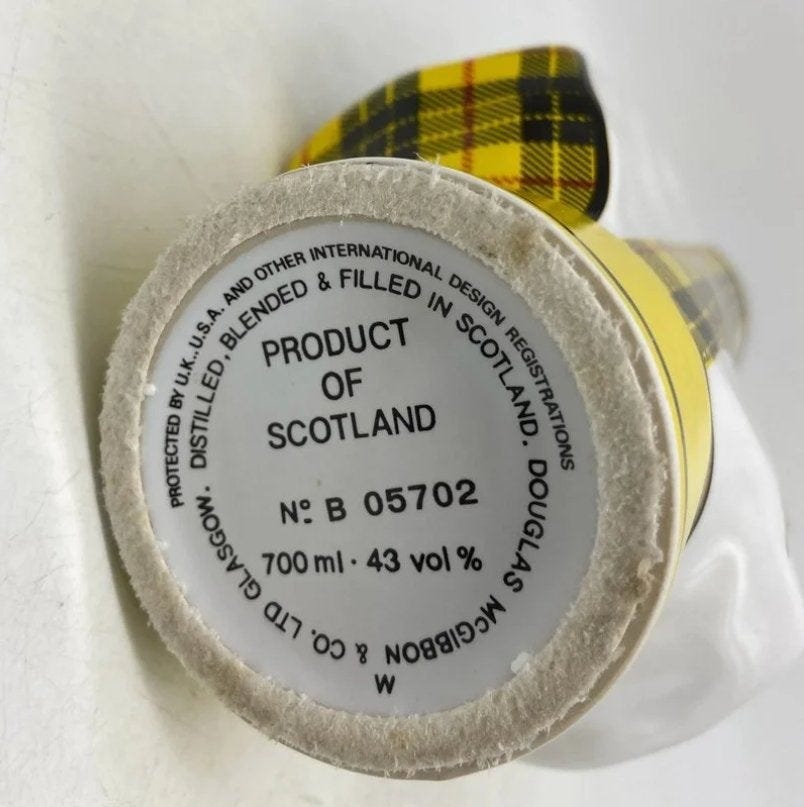 PROTECTED BY U.K., U.S.A. AND OTHER INTERNATIONAL DESIGN REGISTRATIONS
DISTILLED, BLENDED & FILLED IN SCOTLAND. DOUGLAS McGIBBON & CO. LTD GLASGOW.
PRODUCT
OF
SCOTLAND
Nº B 05702
700 ml · 43 vol %
M